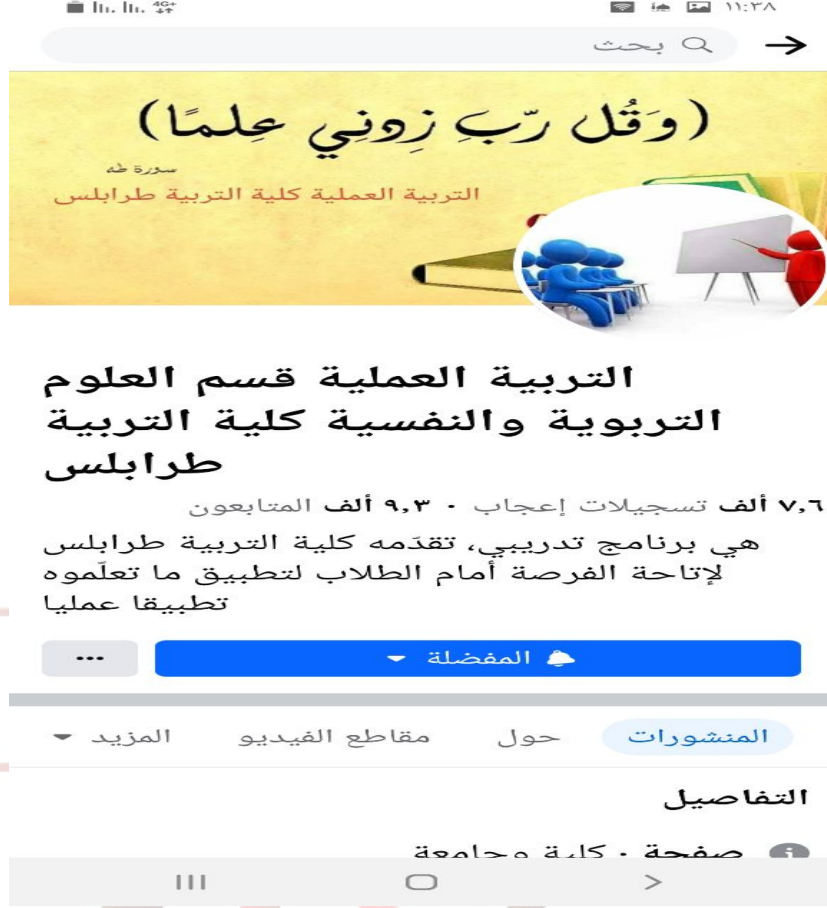 ١١:٣٨
4G+
بحث
(وَقُل رّبِ زِدنِي عِلمًا)
سورة طه
التربية العملية كلية التربية طرابلس
التربية العملية قسم العلوم
التربوية والنفسية كلية التربية
طرابلس
٧,٦ ألف تسجيلات إعجاب · ٩,٣ ألف المتابعون
هي برنامج تدريبي، تقدَمه كلية التربية طرابلس
لإتاحة الفرصة أمام الطلاب لتطبيق ما تعلّموه
تطبيقا عمليا
المفضلة
المنشورات حول مقاطع الفيديو المزيد
التفاصيل
صفحة · كلية وجامعة